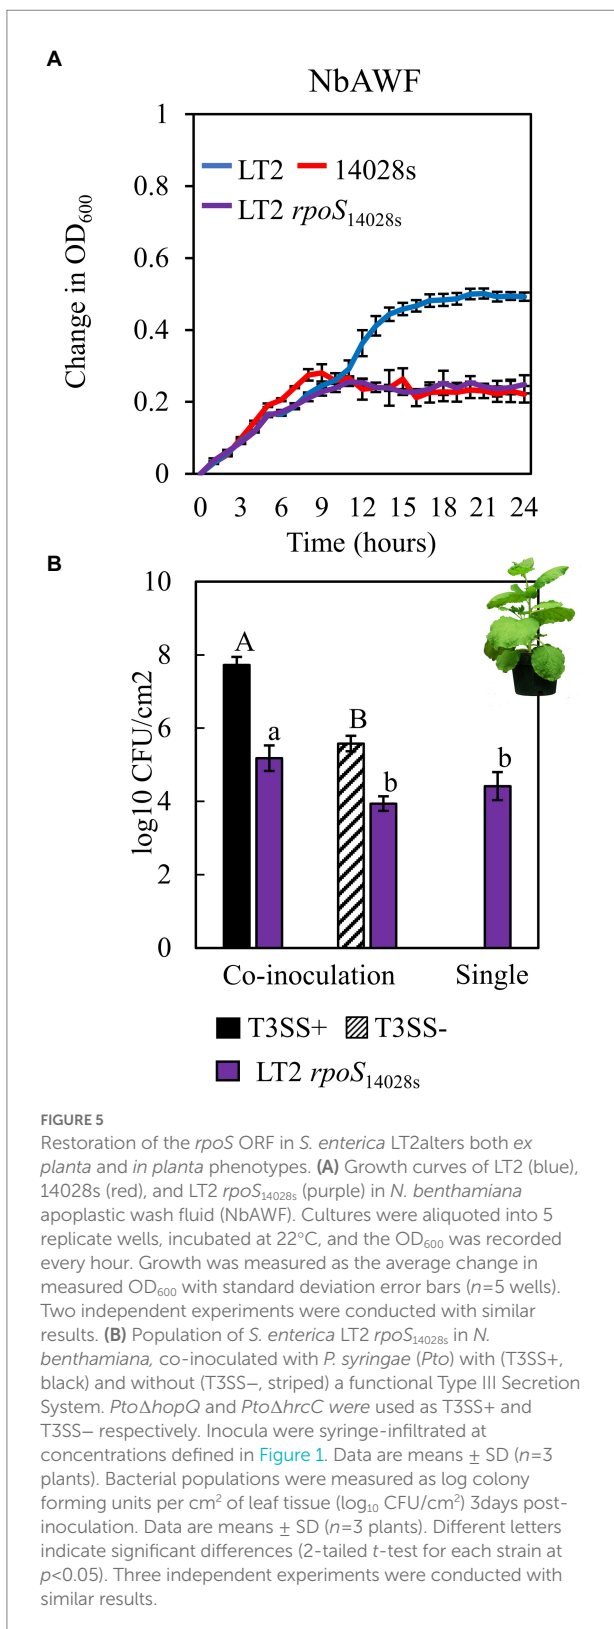 A
NbAWF
1
0.8
0.6
0.4
0.2
0
Change in OD600
LT2 14028s
LT2 rpoS14028s
0 3 6 9 12 15 18 21 24
Time (hours)
B
10
8
6
4
2
0
log10 CFU/cm2
A
a
B
b
b
Co-inoculation Single
T3SS+ T3SS-
LT2 rpoS14028s
FIGURE 5
Restoration of the rpoS ORF in S. enterica LT2alters both ex
planta and in planta phenotypes. (A) Growth curves of LT2 (blue),
14028s (red), and LT2 rpoS14028s (purple) in N. benthamiana
apoplastic wash fluid (NbAWF). Cultures were aliquoted into 5
replicate wells, incubated at 22°C, and the OD600 was recorded
every hour. Growth was measured as the average change in
measured OD600 with standard deviation error bars (n=5 wells).
Two independent experiments were conducted with similar
results. (B) Population of S. enterica LT2 rpoS14028s in N.
benthamiana, co-inoculated with P. syringae (Pto) with (T3SS+,
black) and without (T3SS−, striped) a functional Type III Secretion
System. PtoΔhopQ and PtoΔhrcC were used as T3SS+ and
T3SS− respectively. Inocula were syringe-infiltrated at
concentrations defined in Figure 1. Data are means ± SD (n=3
plants). Bacterial populations were measured as log colony
forming units per cm² of leaf tissue (log10 CFU/cm²) 3days post-
inoculation. Data are means ± SD (n=3 plants). Different letters
indicate significant differences (2-tailed t-test for each strain at
p<0.05). Three independent experiments were conducted with
similar results.